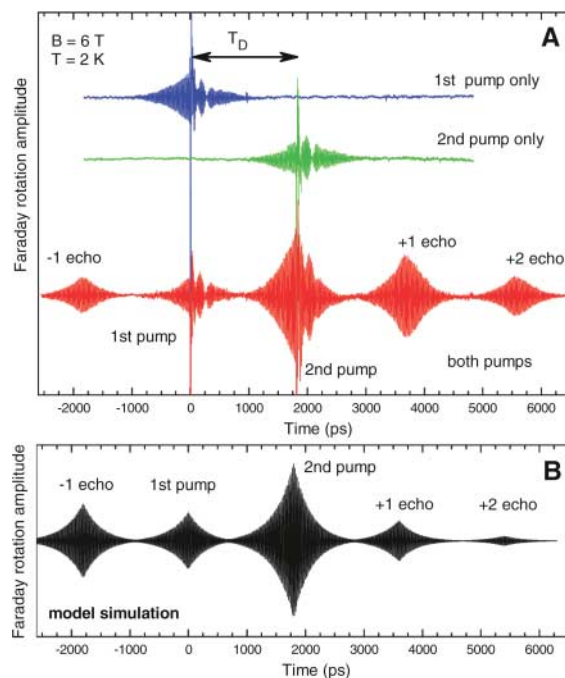 B = 6 T
T = 2 K
T_D
A
1st pump only
2nd pump only
-1 echo
+1 echo
+2 echo
1st pump
2nd pump
both pumps
Faraday rotation amplitude
-2000 -1000 0 1000 2000 3000 4000 5000 6000
Time (ps)
B
-1 echo
1st pump
2nd pump
+1 echo
+2 echo
model simulation
Faraday rotation amplitude
-2000 -1000 0 1000 2000 3000 4000 5000 6000
Time (ps)